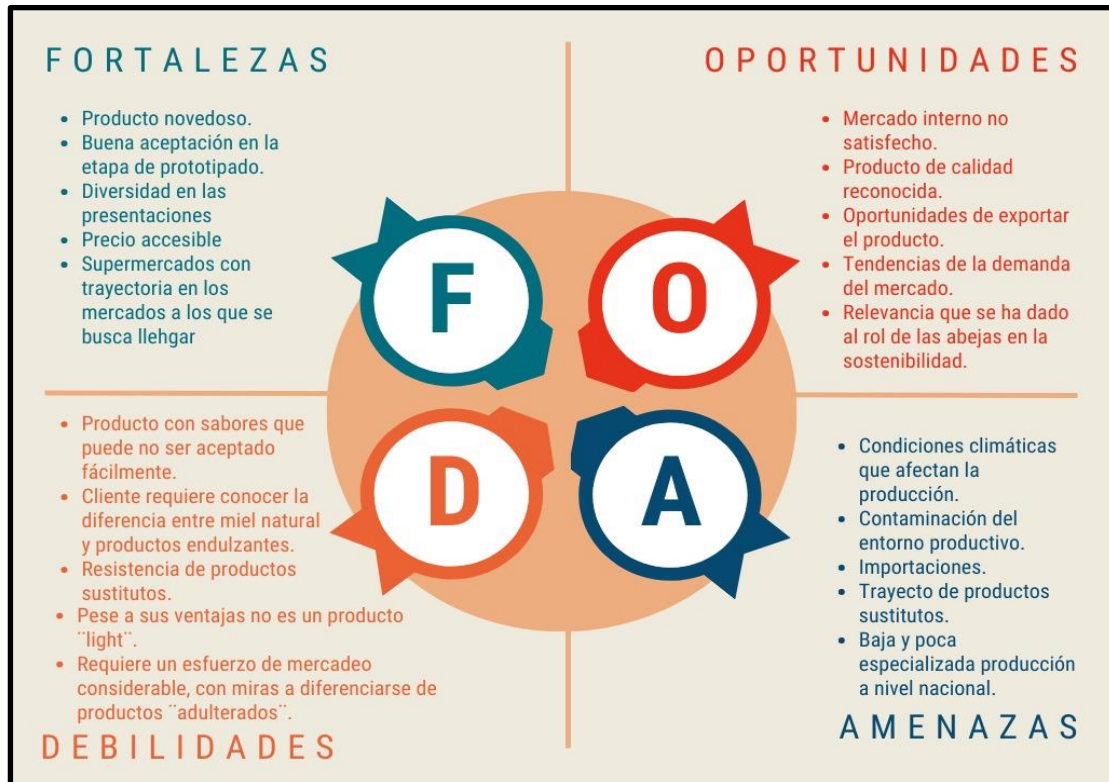 FORTALEZAS
• Producto novedoso.
• Buena aceptación en la
etapa de prototipado.
• Diversidad en las
presentaciones
• Precio accesible
• Supermercados con
trayectoria en los
mercados a los que se
busca llehgar
OPORTUNIDADES
• Mercado interno no
satisfecho.
• Producto de calidad
reconocida.
• Oportunidades de exportar
el producto.
• Tendencias de la demanda
del mercado.
• Relevancia que se ha dado
al rol de las abejas en la
sostenibilidad.
F
O
D
A
• Producto con sabores que
puede no ser aceptado
fácilmente.
• Cliente requiere conocer la
diferencia entre miel natural
y productos endulzantes.
• Resistencia de productos
sustitutos.
• Pese a sus ventajas no es un producto
¨light¨.
• Requiere un esfuerzo de mercadeo
considerable, con miras a diferenciarse de
productos ¨adulterados¨.
DEBILIDADES
• Condiciones climáticas
que afectan la
producción.
• Contaminación del
entorno productivo.
• Importaciones.
• Trayecto de productos
sustitutos.
• Baja y poca
especializada producción
a nivel nacional.
AMENAZAS